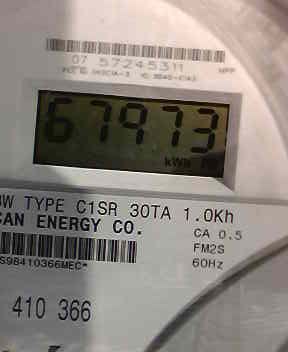 07 57245311
67973
kWh
W TYPE C1SR 30TA 1.0Kh
CAN ENERGY CO.
CA 0.5
FM2S
60Hz
S98410366MEC*
410 366